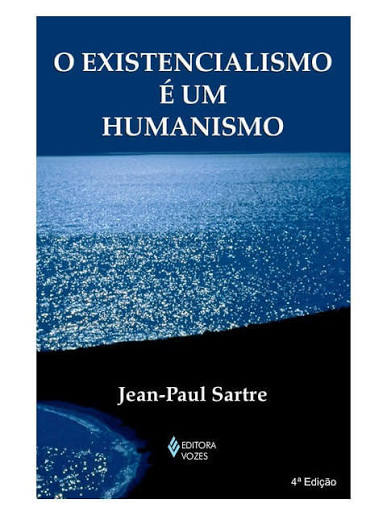 O EXISTENCIALISMO
É UM
HUMANISMO
Jean-Paul Sartre
EDITORA
VOZES
4ª Edição